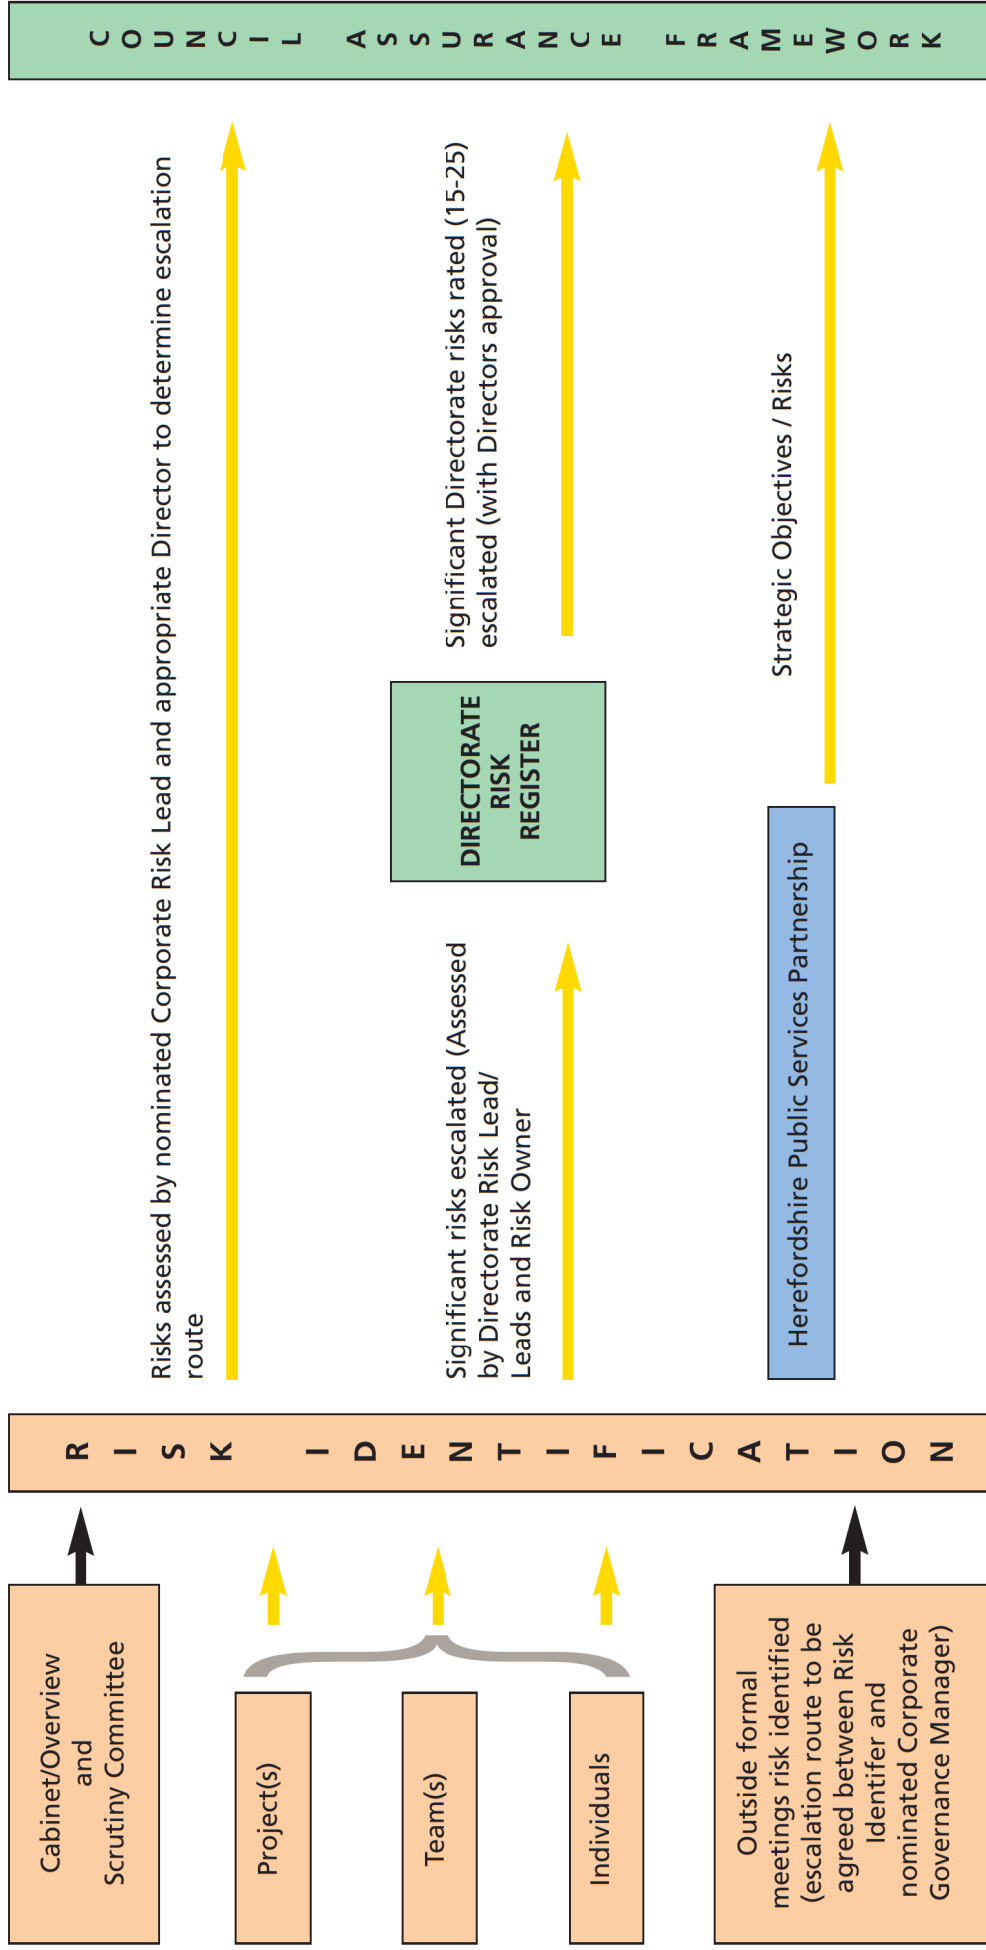 Cabinet/Overview
and
Scrutiny Committee
Project(s)
Team(s)
Individuals
Outside formal
meetings risk identified
(escalation route to be
agreed between Risk
Identifer and
nominated Corporate
Governance Manager)
RISK IDENTIFICATION
Risks assessed by nominated Corporate Risk Lead and appropriate Director to determine escalation
route
Significant risks escalated (Assessed
by Directorate Risk Lead/
Leads and Risk Owner
DIRECTORATE
RISK
REGISTER
Significant Directorate risks rated (15-25)
escalated (with Directors approval)
Herefordshire Public Services Partnership
Strategic Objectives / Risks
COUNCIL ASSURANCE FRAMEWORK